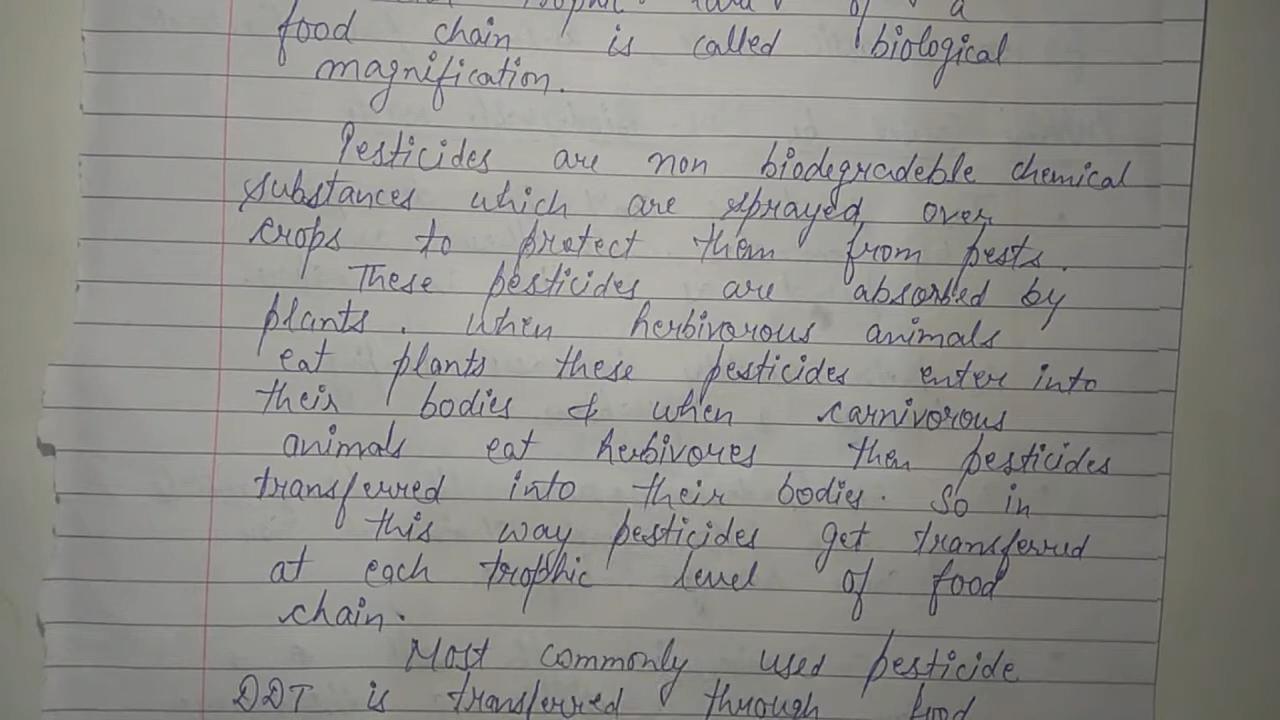 trophic level of a
food chain is called biological
magnification.
Pesticides are non biodegradeble chemical
substances which are sprayed over
crops to protect them from pests.
These pesticides are absorbed by
plants. When herbivorous animals
eat plants these pesticides enter into
their bodies & when carnivorous
animals eat herbivores then pesticides
transferred into their bodies. So in
this way pesticides get transferred
at each trophic level of food
chain.
Most commonly used pesticide
DDT is transferred through food